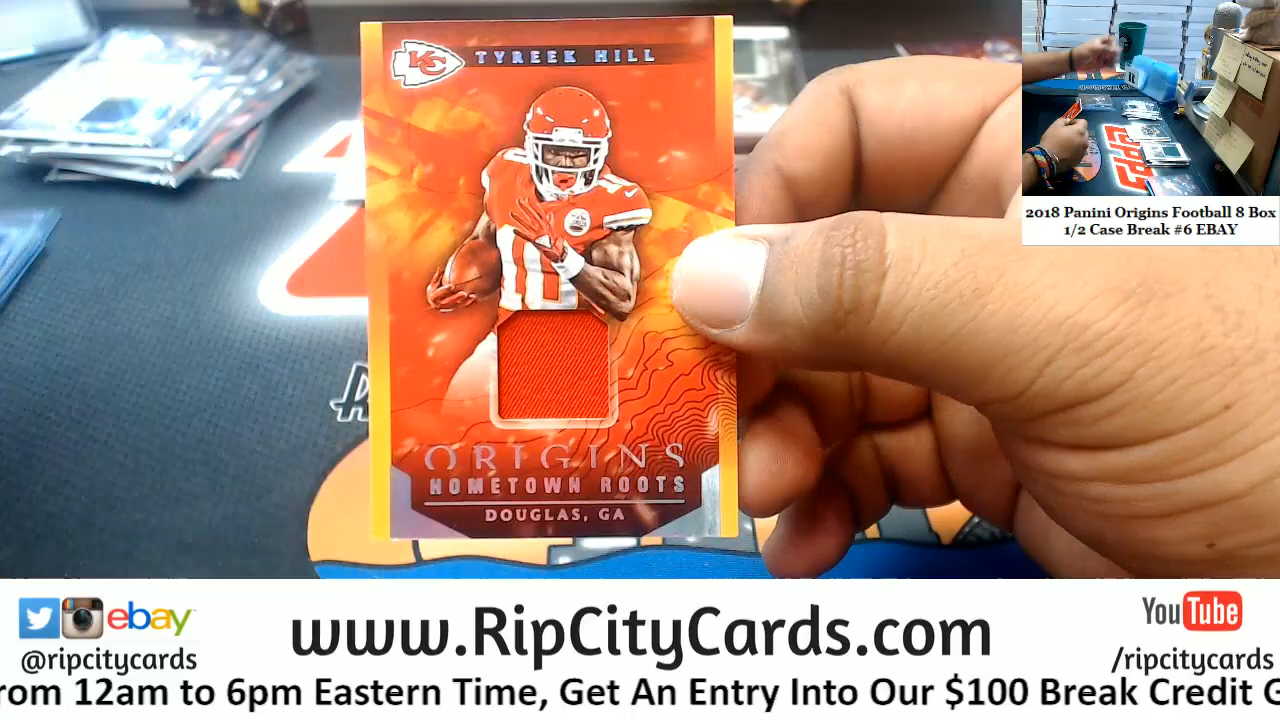 KC TYREEK HILL
10
ORIGINS
HOMETOWN ROOTS
DOUGLAS, GA
2018 Panini Origins Football 8 Box
1/2 Case Break #6 EBAY
ebay
@ripcitycards
www.RipCityCards.com
YouTube
/ripcitycards
rom 12am to 6pm Eastern Time, Get An Entry Into Our $100 Break Credit G